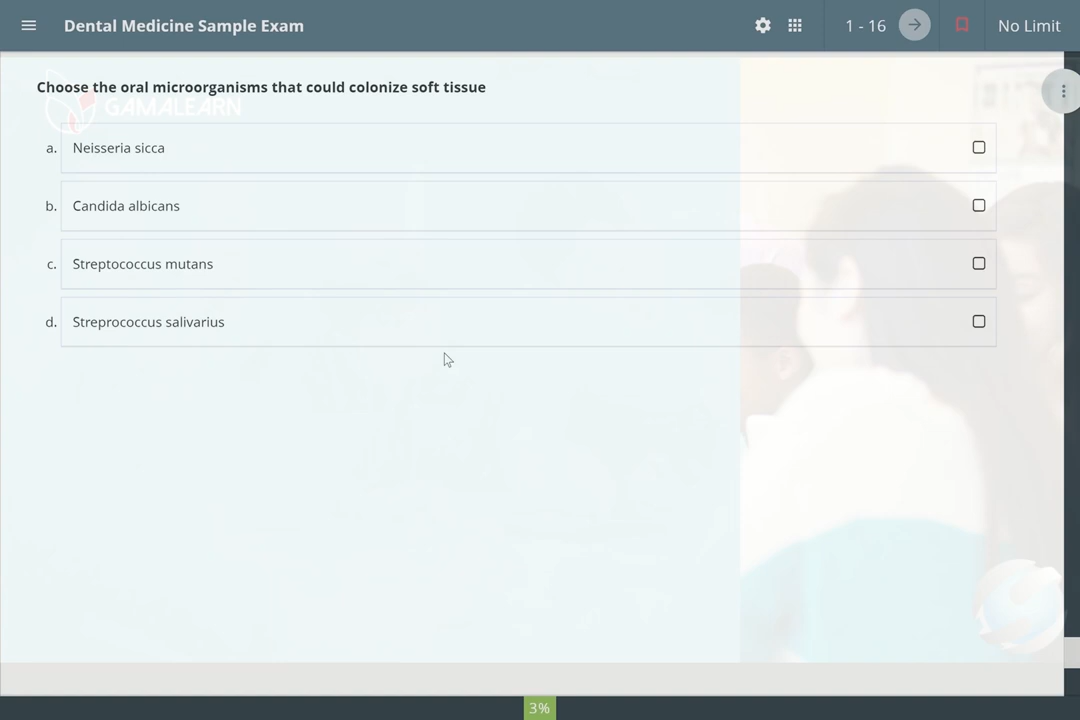 Dental Medicine Sample Exam
1 - 16
No Limit
Choose the oral microorganisms that could colonize soft tissue
GAMALEARN
a. Neisseria sicca
b. Candida albicans
c. Streptococcus mutans
d. Streprococcus salivarius
3%